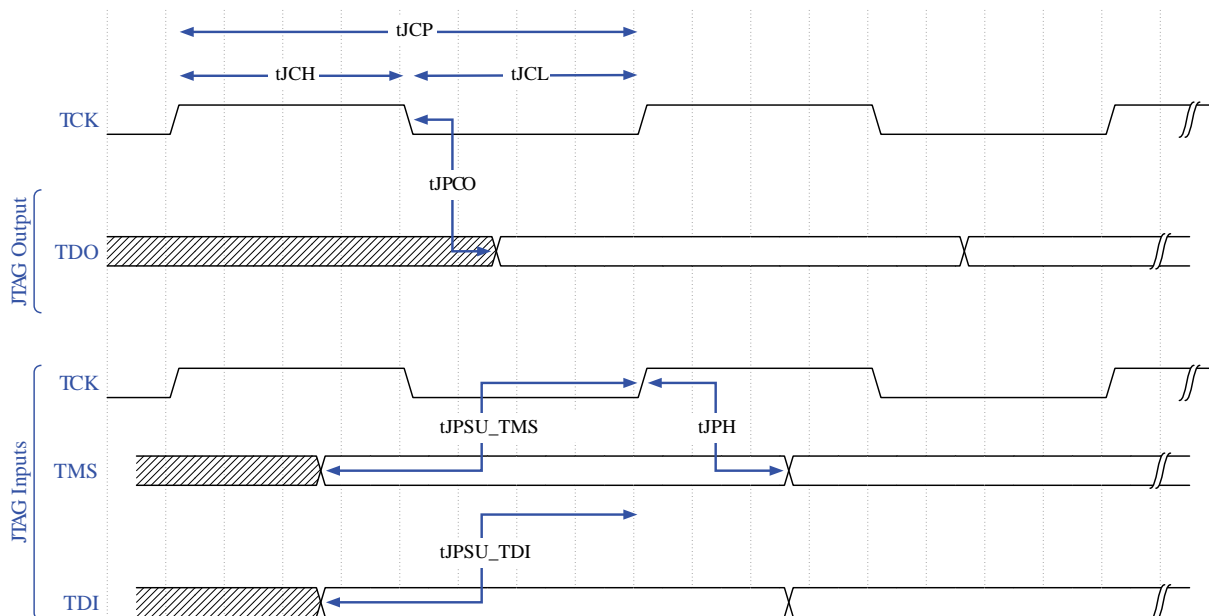 tJCP
tJCH
tJCL
TCK
tJPCO
JTAG Output
TDO
TCK
tJPSU_TMS
tJPH
JTAG Inputs
TMS
tJPSU_TDI
TDI